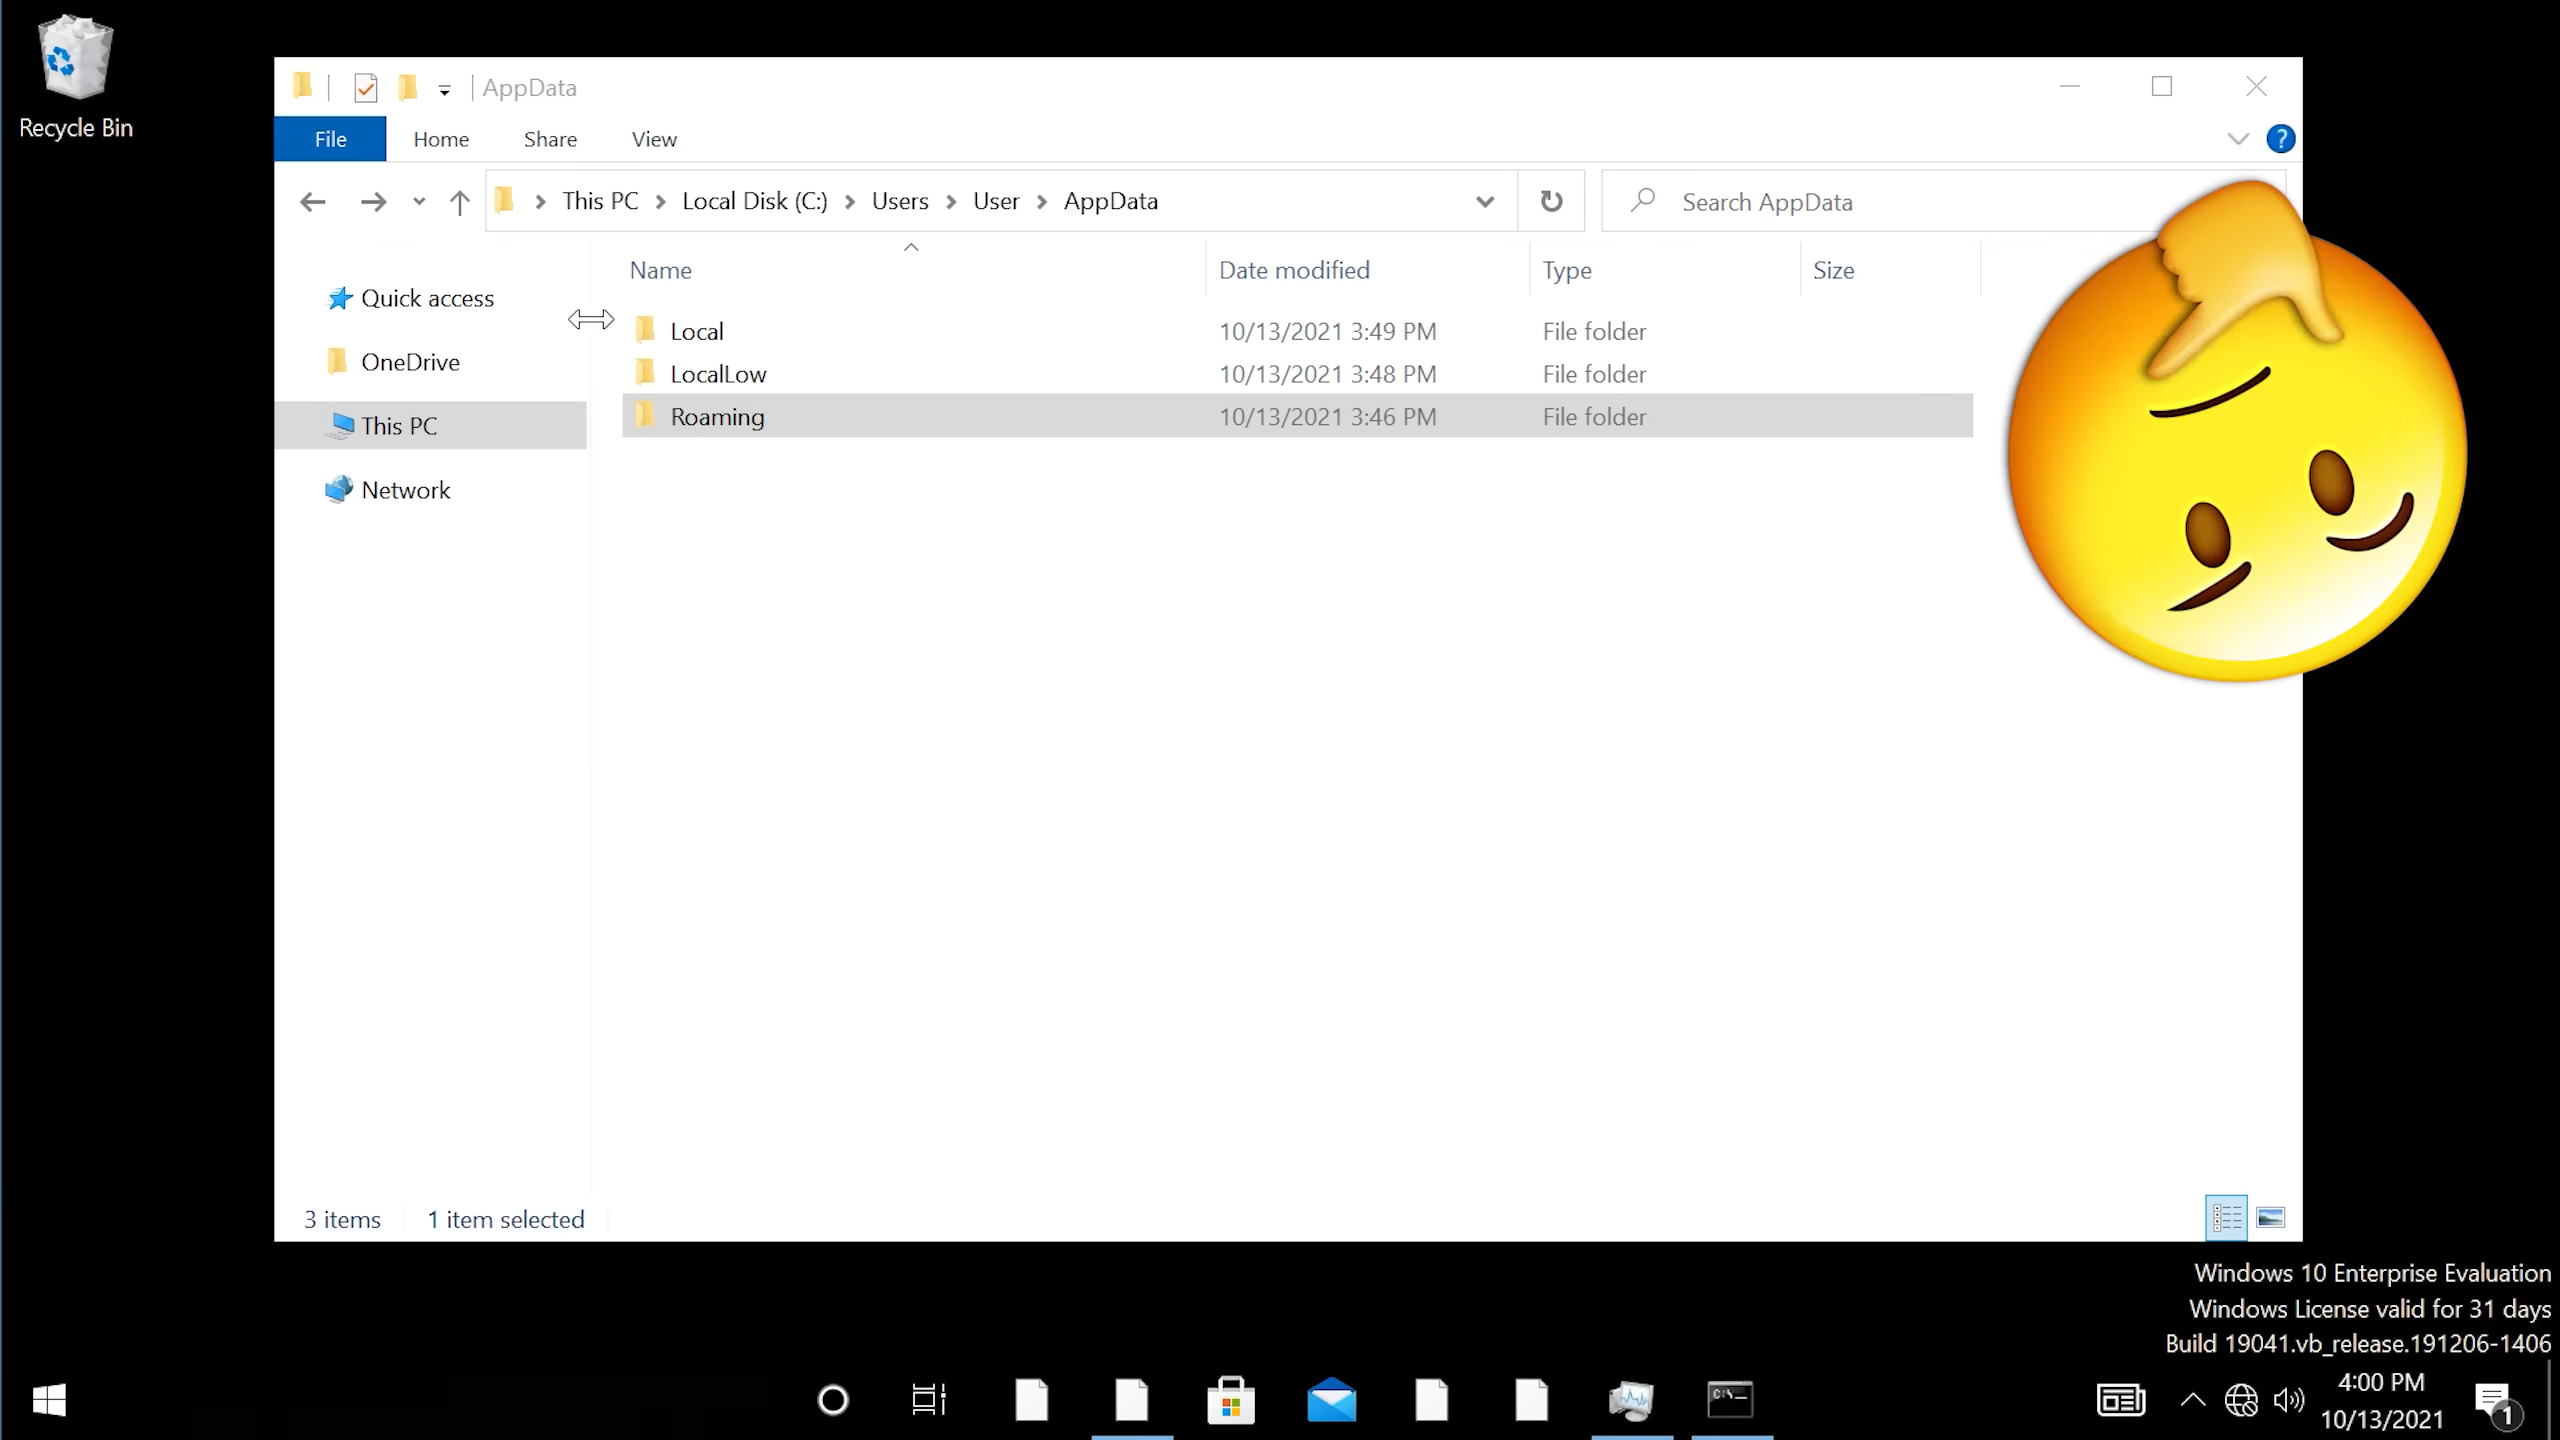 Recycle Bin
AppData
File Home Share View
?
This PC Local Disk (C:) Users User AppData
Search AppData
Name Date modified Type Size
Quick access
OneDrive
This PC
Network
Local 10/13/2021 3:49 PM File folder
LocalLow 10/13/2021 3:48 PM File folder
Roaming 10/13/2021 3:46 PM File folder
3 items 1 item selected
Windows 10 Enterprise Evaluation
Windows License valid for 31 days
Build 19041.vb_release.191206-1406
C:\_
4:00 PM
10/13/2021
1